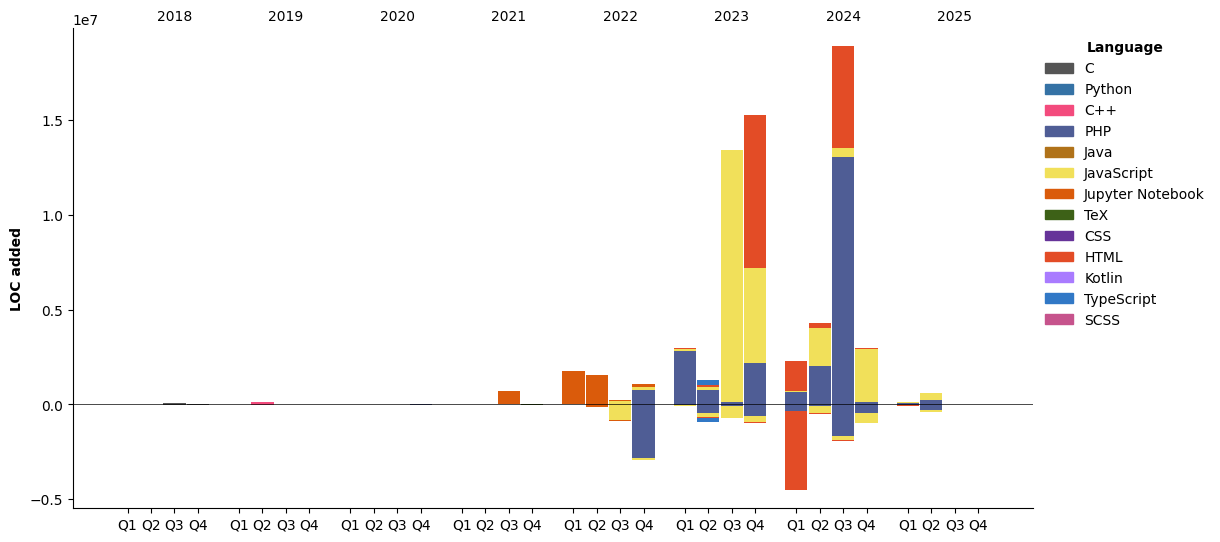 1e7
2018 2019 2020 2021 2022 2023 2024 2025
LOC added
1.5
1.0
0.5
0.0
−0.5
Q1 Q2 Q3 Q4 Q1 Q2 Q3 Q4 Q1 Q2 Q3 Q4 Q1 Q2 Q3 Q4 Q1 Q2 Q3 Q4 Q1 Q2 Q3 Q4 Q1 Q2 Q3 Q4 Q1 Q2 Q3 Q4
Language
C
Python
C++
PHP
Java
JavaScript
Jupyter Notebook
TeX
CSS
HTML
Kotlin
TypeScript
SCSS